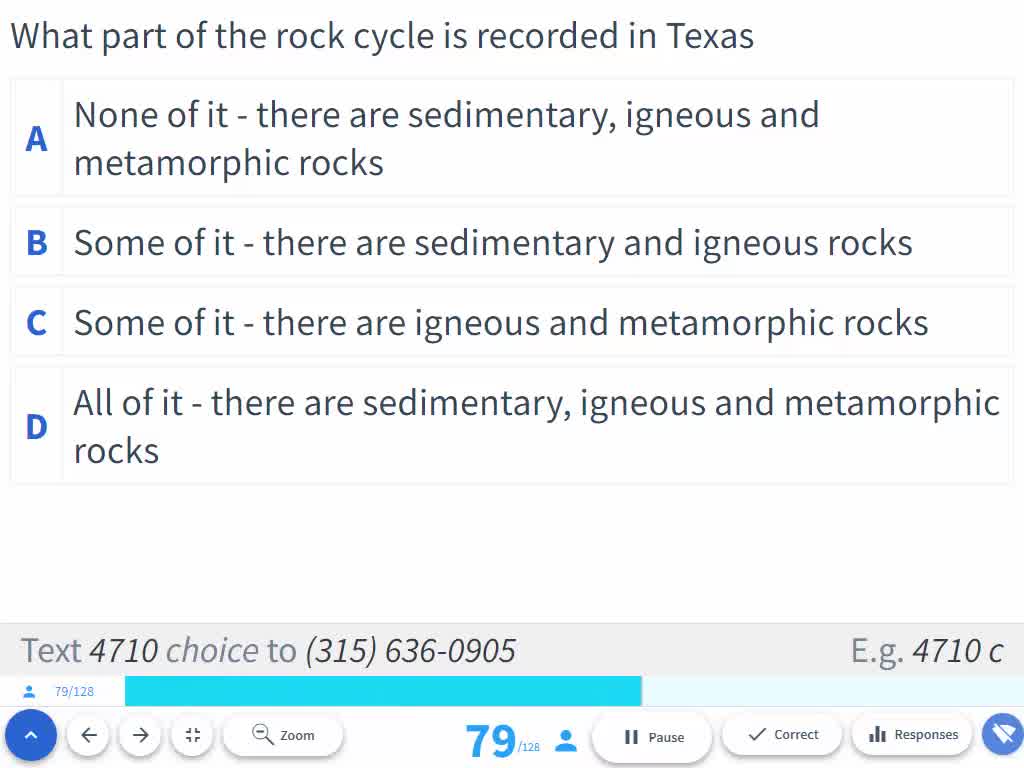 What part of the rock cycle is recorded in Texas
A
None of it - there are sedimentary, igneous and
metamorphic rocks
B
Some of it - there are sedimentary and igneous rocks
C
Some of it - there are igneous and metamorphic rocks
D
All of it - there are sedimentary, igneous and metamorphic
rocks
Text 4710 choice to (315) 636-0905
E.g. 4710 c
79/128
Zoom
79/128
Pause
Correct
Responses